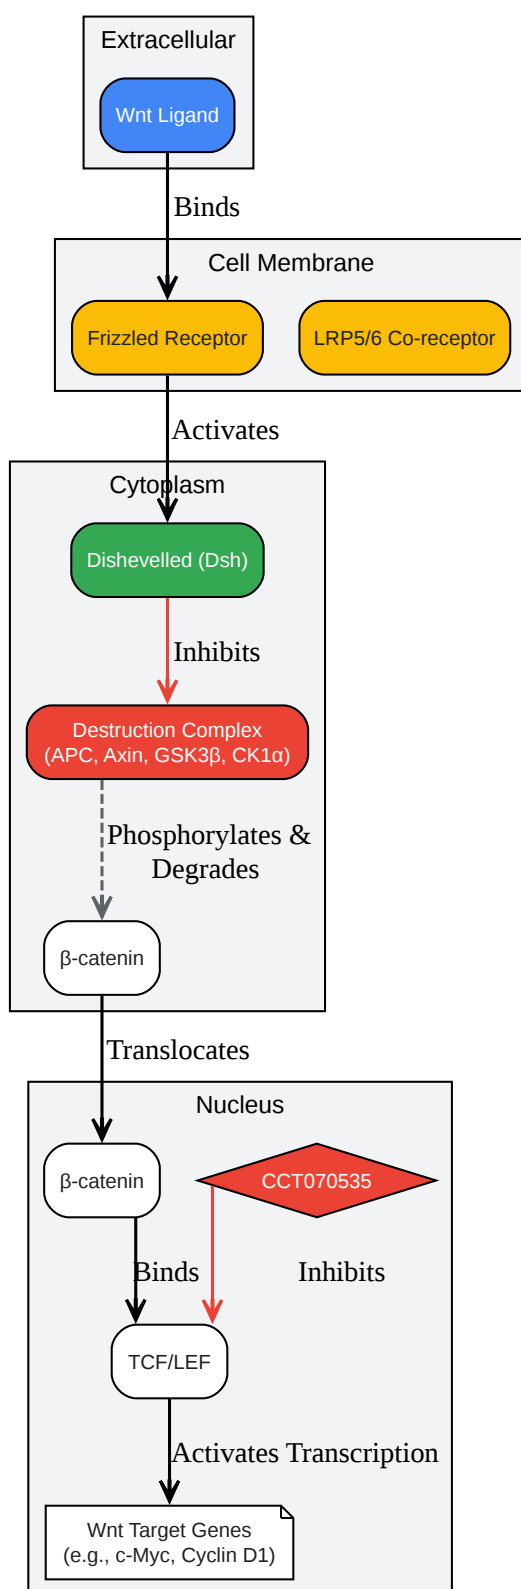 Extracellular
Wnt Ligand
Binds
Cell Membrane
Frizzled Receptor
LRP5/6 Co-receptor
Activates
Cytoplasm
Dishevelled (Dsh)
Inhibits
Destruction Complex
(APC, Axin, GSK3β, CK1α)
Phosphorylates &
Degrades
β-catenin
Translocates
Nucleus
β-catenin
CCT070535
Binds
Inhibits
TCF/LEF
Activates Transcription
Wnt Target Genes
(e.g., c-Myc, Cyclin D1)